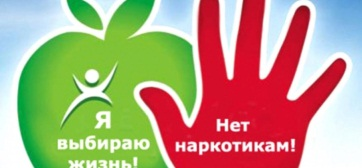 Я
выбираю
жизнь!
Нет
наркотикам!